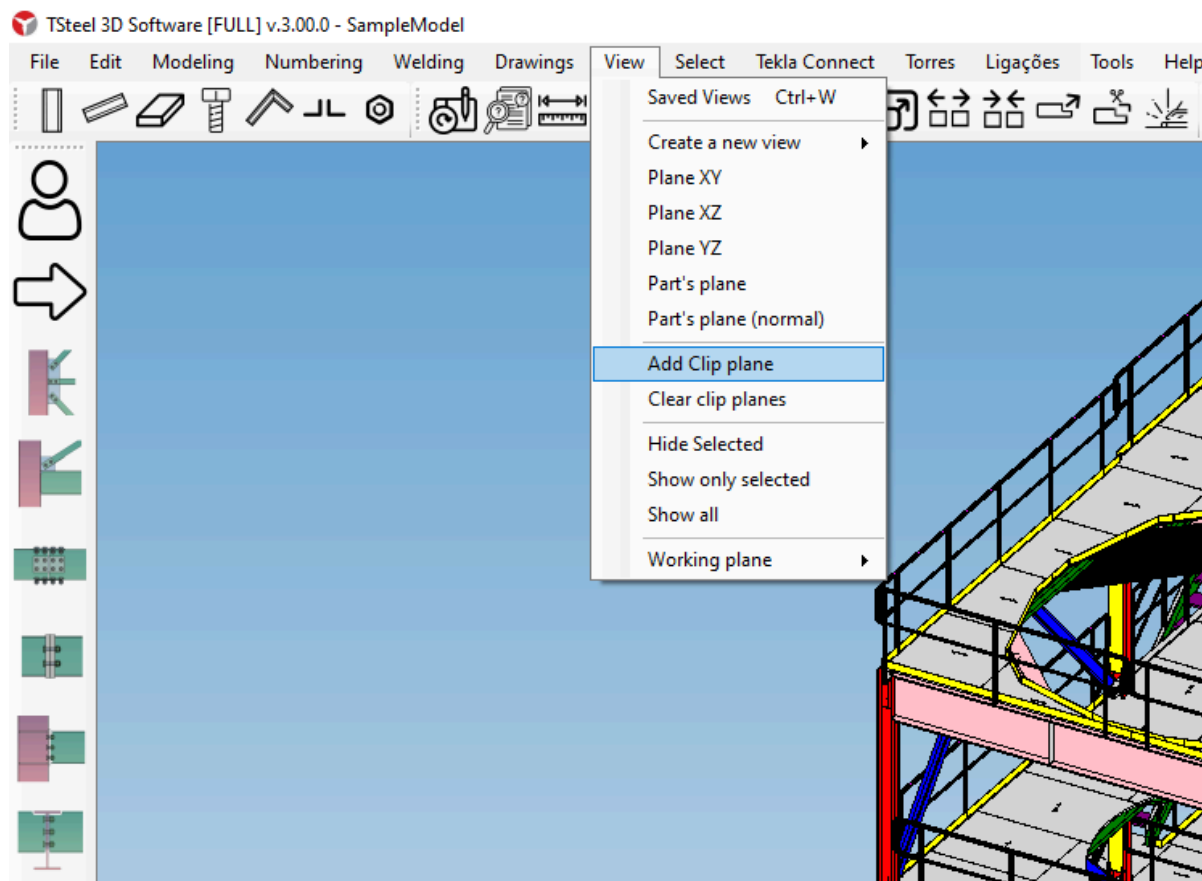 TSteel 3D Software [FULL] v.3.00.0 - SampleModel
File Edit Modeling Numbering Welding Drawings View Select Tekla Connect Torres Ligações Tools Help
Saved Views Ctrl+W
Create a new view
Plane XY
Plane XZ
Plane YZ
Part's plane
Part's plane (normal)
Add Clip plane
Clear clip planes
Hide Selected
Show only selected
Show all
Working plane